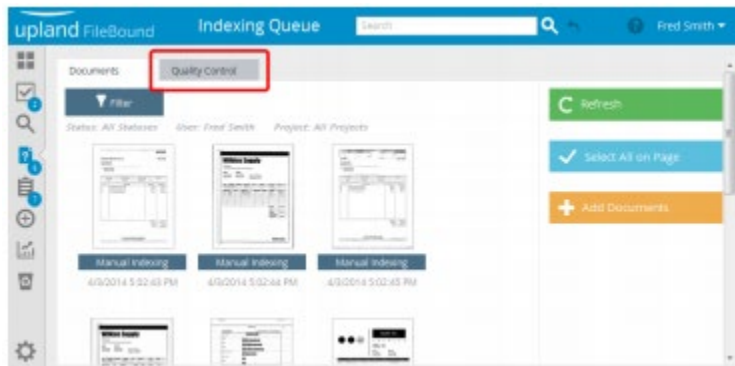 upland FileBound
Indexing Queue
Search
Fred Smith
Documents
Quality Control
Filter
Status: All Statuses User: Fred Smith Project: All Projects
Refresh
Select All on Page
Add Documents
Manual Indexing
Manual Indexing
Manual Indexing
4/3/2014 5:02:43 PM
4/3/2014 5:02:44 PM
4/3/2014 5:02:45 PM